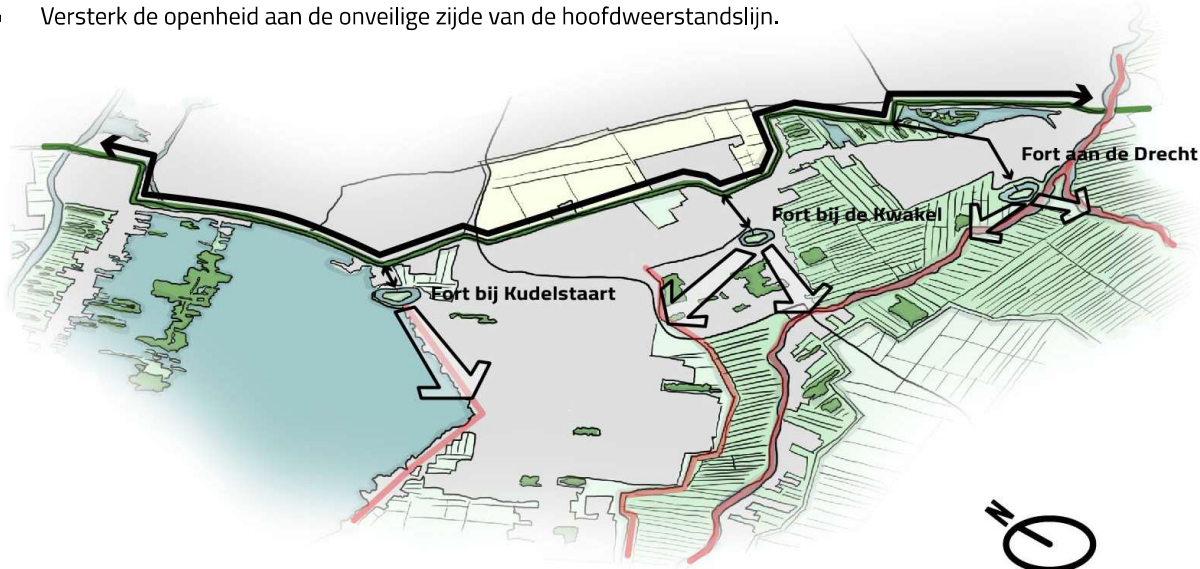 Versterk de openheid aan de onveilige zijde van de hoofdweerstandslijn.
Fort aan de Drecht
Fort bij de Kwakel
Fort bij Kudelstaart
N